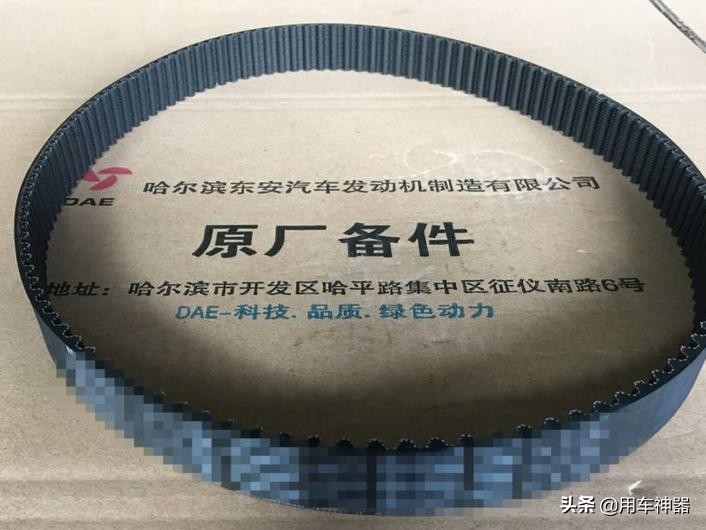 DAE
哈尔滨东安汽车发动机制造有限公司
原厂备件
地址：哈尔滨市开发区哈平路集中区征仪南路6号
DAE-科技.品质.绿色动力
头条 @用车神器